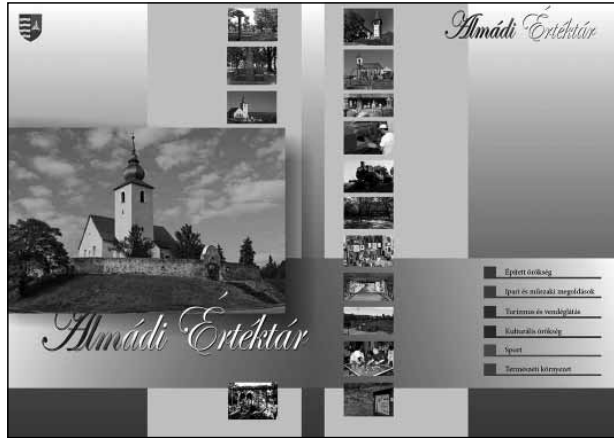 Almádi Értéktár
Almádi Értéktár
Épített örökség
Ipari és műszaki megoldások
Turizmus és vendéglátás
Kulturális örökség
Sport
Természeti környezet